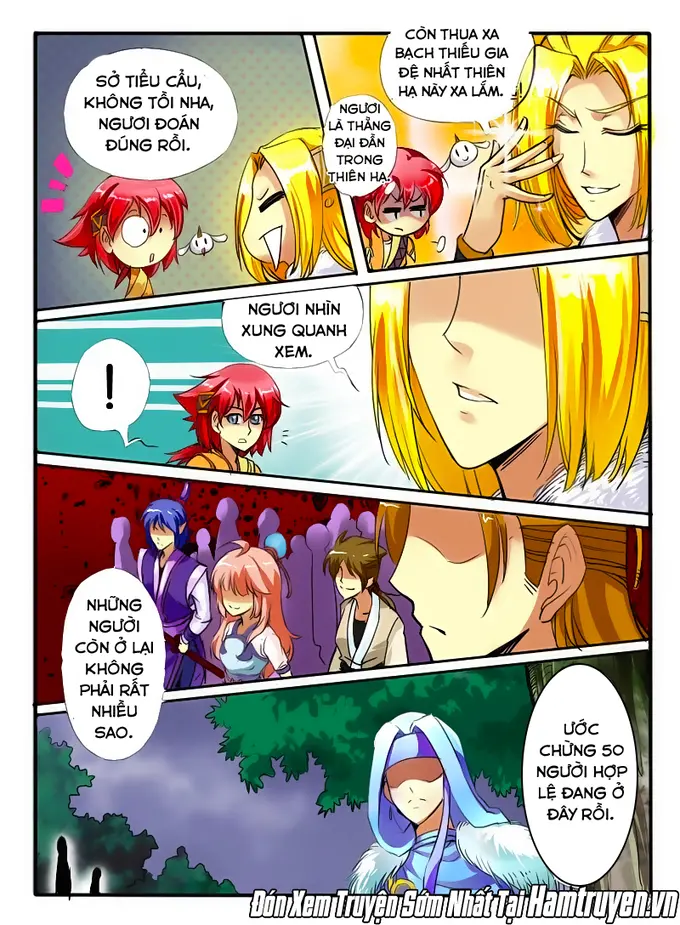 SỞ TIỂU CẨU,
KHÔNG TỒI NHA,
NGƯƠI ĐOÁN
ĐÚNG RỒI.
CÒN THUA XA
BẠCH THIẾU GIA
ĐỆ NHẤT THIÊN
HẠ NÀY XA LẮM.
NGƯƠI
LÀ THẰNG
ĐẠI ĐẦN
TRONG
THIÊN HẠ.
NGƯƠI NHÌN
XUNG QUANH
XEM.
!
NHỮNG
NGƯỜI
CÒN Ở LẠI
KHÔNG
PHẢI RẤT
NHIỀU
SAO.
ƯỚC
CHỪNG 50
NGƯỜI HỢP
LỆ ĐANG Ở
ĐÂY RỒI.
Đón Xem Truyện Sớm Nhất Tại Hamtruyen.vn